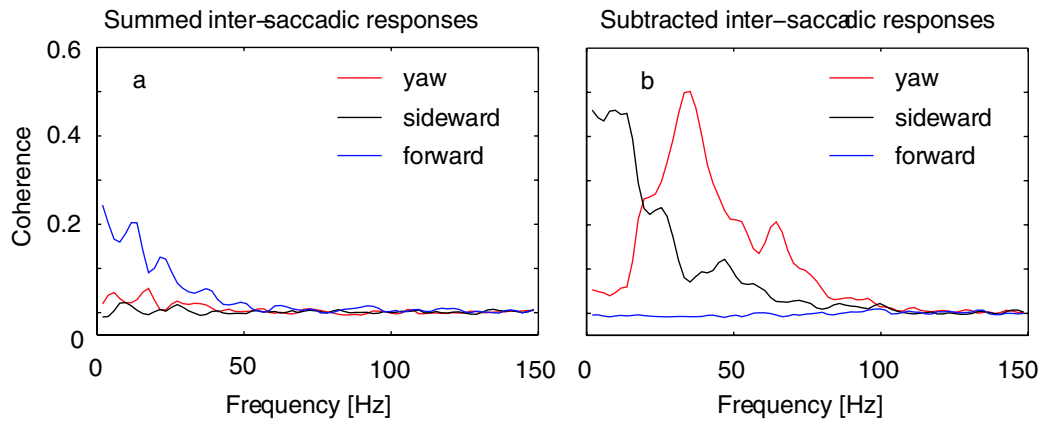 Summed inter-saccadic responses
Subtracted inter-saccadic responses
0.6
a
yaw
sideward
forward
b
yaw
sideward
forward
0.4
Coherence
0.2
0
0 50 100 150
0 50 100 150
Frequency [Hz]
Frequency [Hz]